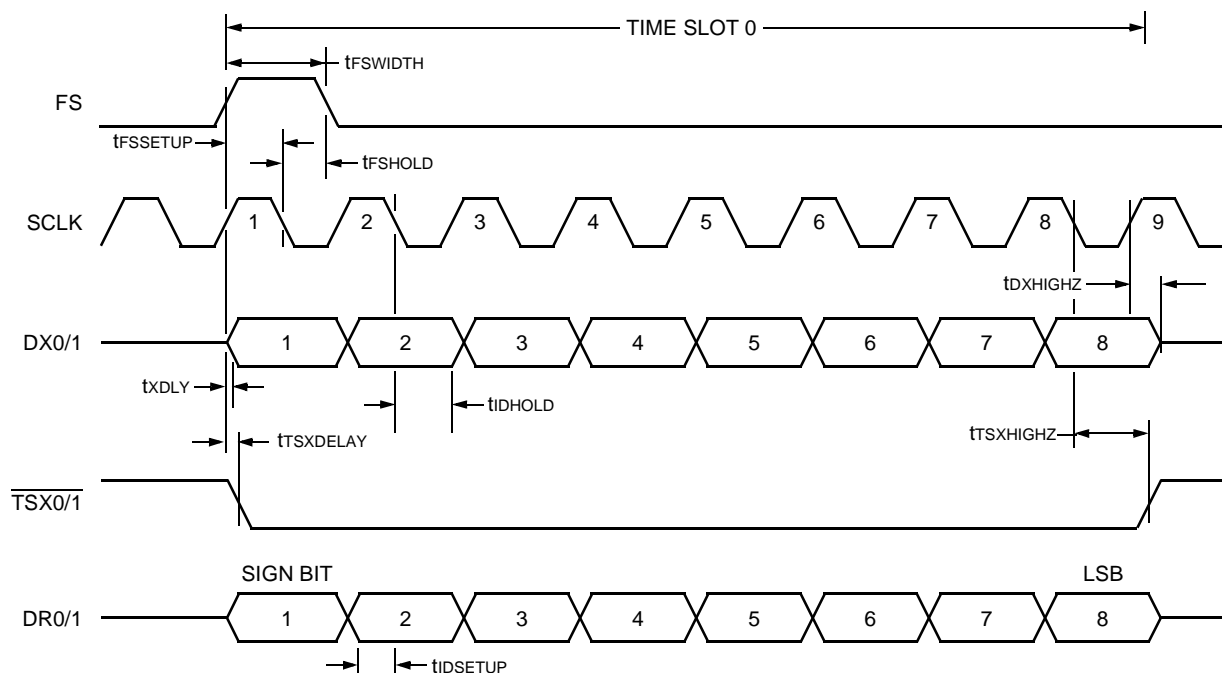 TIME SLOT 0
tFSWIDTH
FS
tFSSETUP
tFSHOLD
SCLK 1 2 3 4 5 6 7 8 9
tDXHIGHZ
DX0/1 1 2 3 4 5 6 7 8
tXDLY
tIDHOLD
tTSXDELAY
tTSXHIGHZ
TSX0/1
SIGN BIT LSB
DR0/1 1 2 3 4 5 6 7 8
tIDSETUP